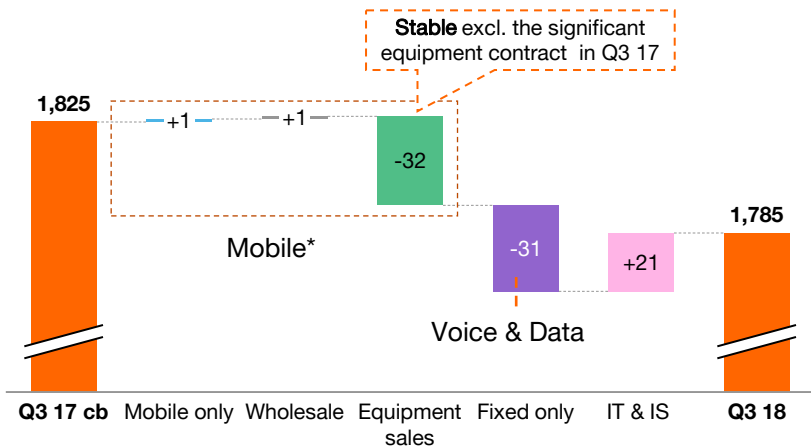 Stable excl. the significant
equipment contract in Q3 17
1,825
+1
+1
-32
Mobile*
-31
Voice & Data
+21
1,785
Q3 17 cb
Mobile only
Wholesale
Equipment
sales
Fixed only
IT & IS
Q3 18